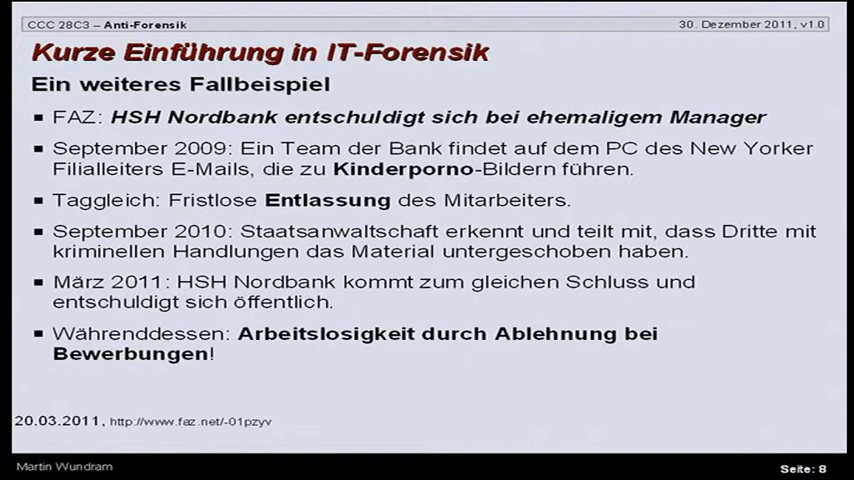 CCC 28C3 – Anti-Forensik
30. Dezember 2011, v1.0
Kurze Einführung in IT-Forensik
Ein weiteres Fallbeispiel
FAZ: HSH Nordbank entschuldigt sich bei ehemaligem Manager
September 2009: Ein Team der Bank findet auf dem PC des New Yorker
Filialleiters E-Mails, die zu Kinderporno-Bildern führen.
Taggleich: Fristlose Entlassung des Mitarbeiters.
September 2010: Staatsanwaltschaft erkennt und teilt mit, dass Dritte mit
kriminellen Handlungen das Material untergeschoben haben.
März 2011: HSH Nordbank kommt zum gleichen Schluss und
entschuldigt sich öffentlich.
Währenddessen: Arbeitslosigkeit durch Ablehnung bei
Bewerbungen!
20.03.2011, http://www.faz.net/-01pzyv
Martin Wundram
Seite: 8